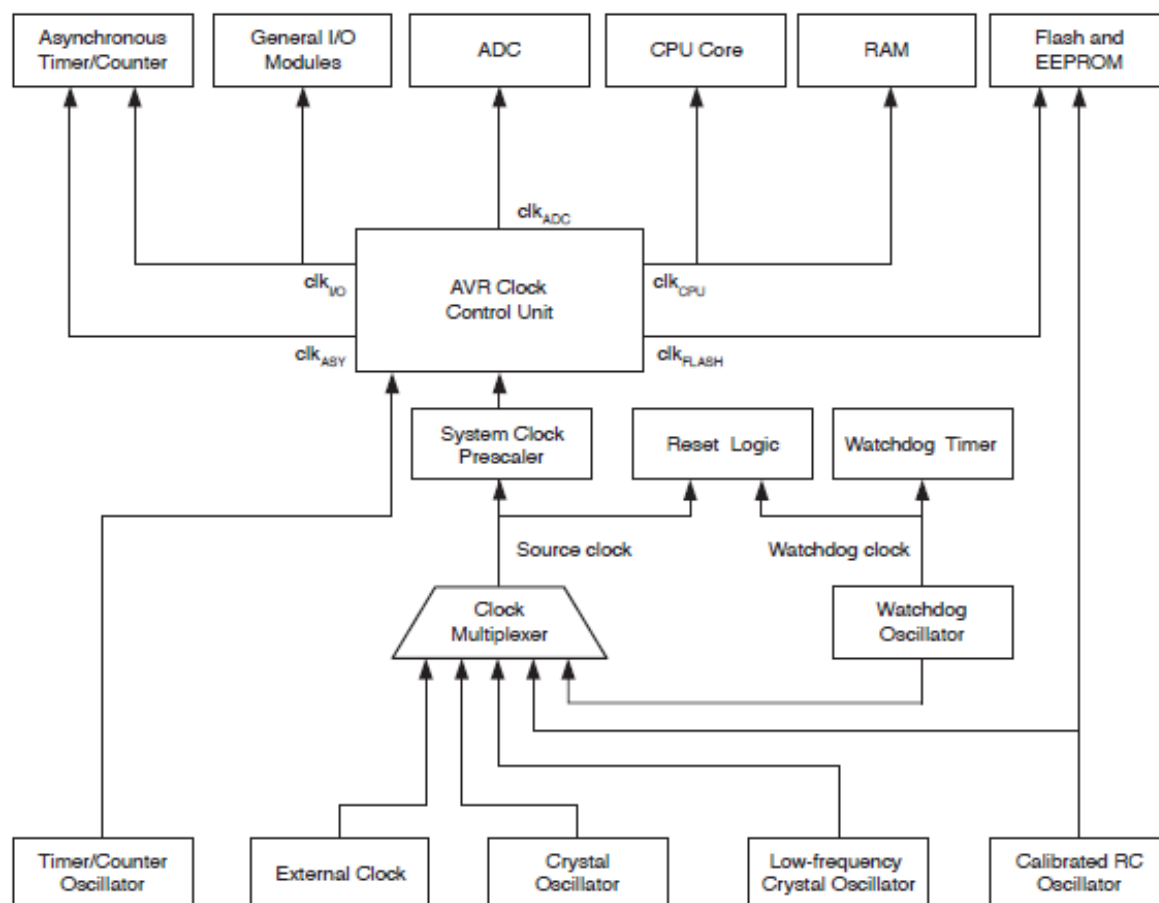 Asynchronous
Timer/Counter
General I/O
Modules
ADC
CPU Core
RAM
Flash and
EEPROM
clkADC
clkI/O
AVR Clock
Control Unit
clkCPU
clkASY
clkFLASH
System Clock
Prescaler
Reset Logic
Watchdog Timer
Source clock
Watchdog clock
Clock
Multiplexer
Watchdog
Oscillator
Timer/Counter
Oscillator
External Clock
Crystal
Oscillator
Low-frequency
Crystal Oscillator
Calibrated RC
Oscillator